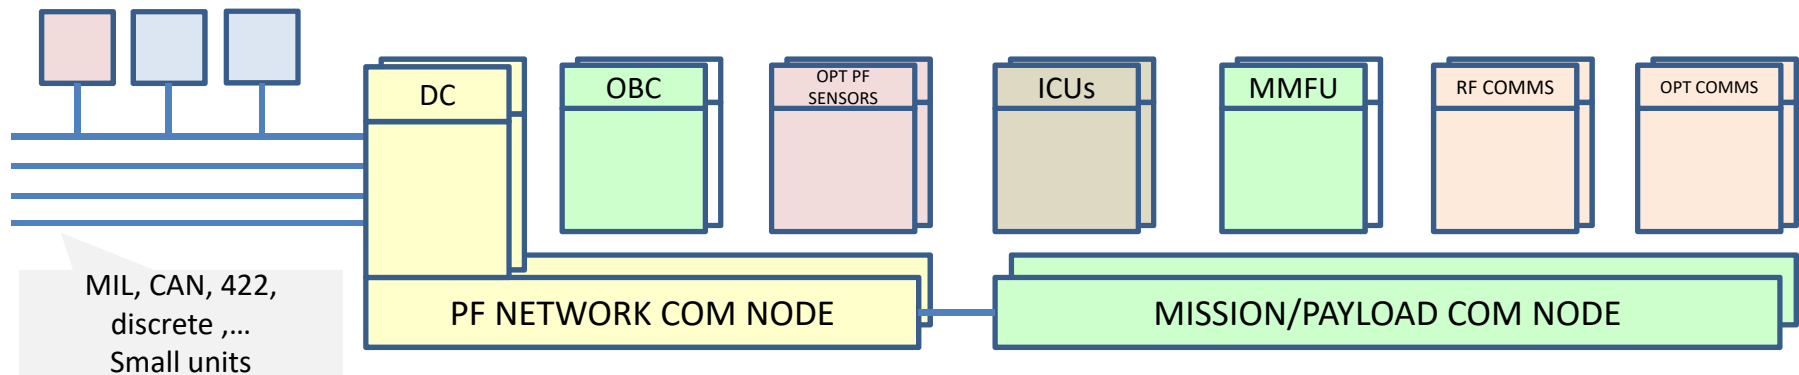 DC
OBC
OPT PF
SENSORS
ICUs
MMFU
RF COMMS
OPT COMMS
MIL, CAN, 422,
discrete ,...
Small units
PF NETWORK COM NODE
MISSION/PAYLOAD COM NODE